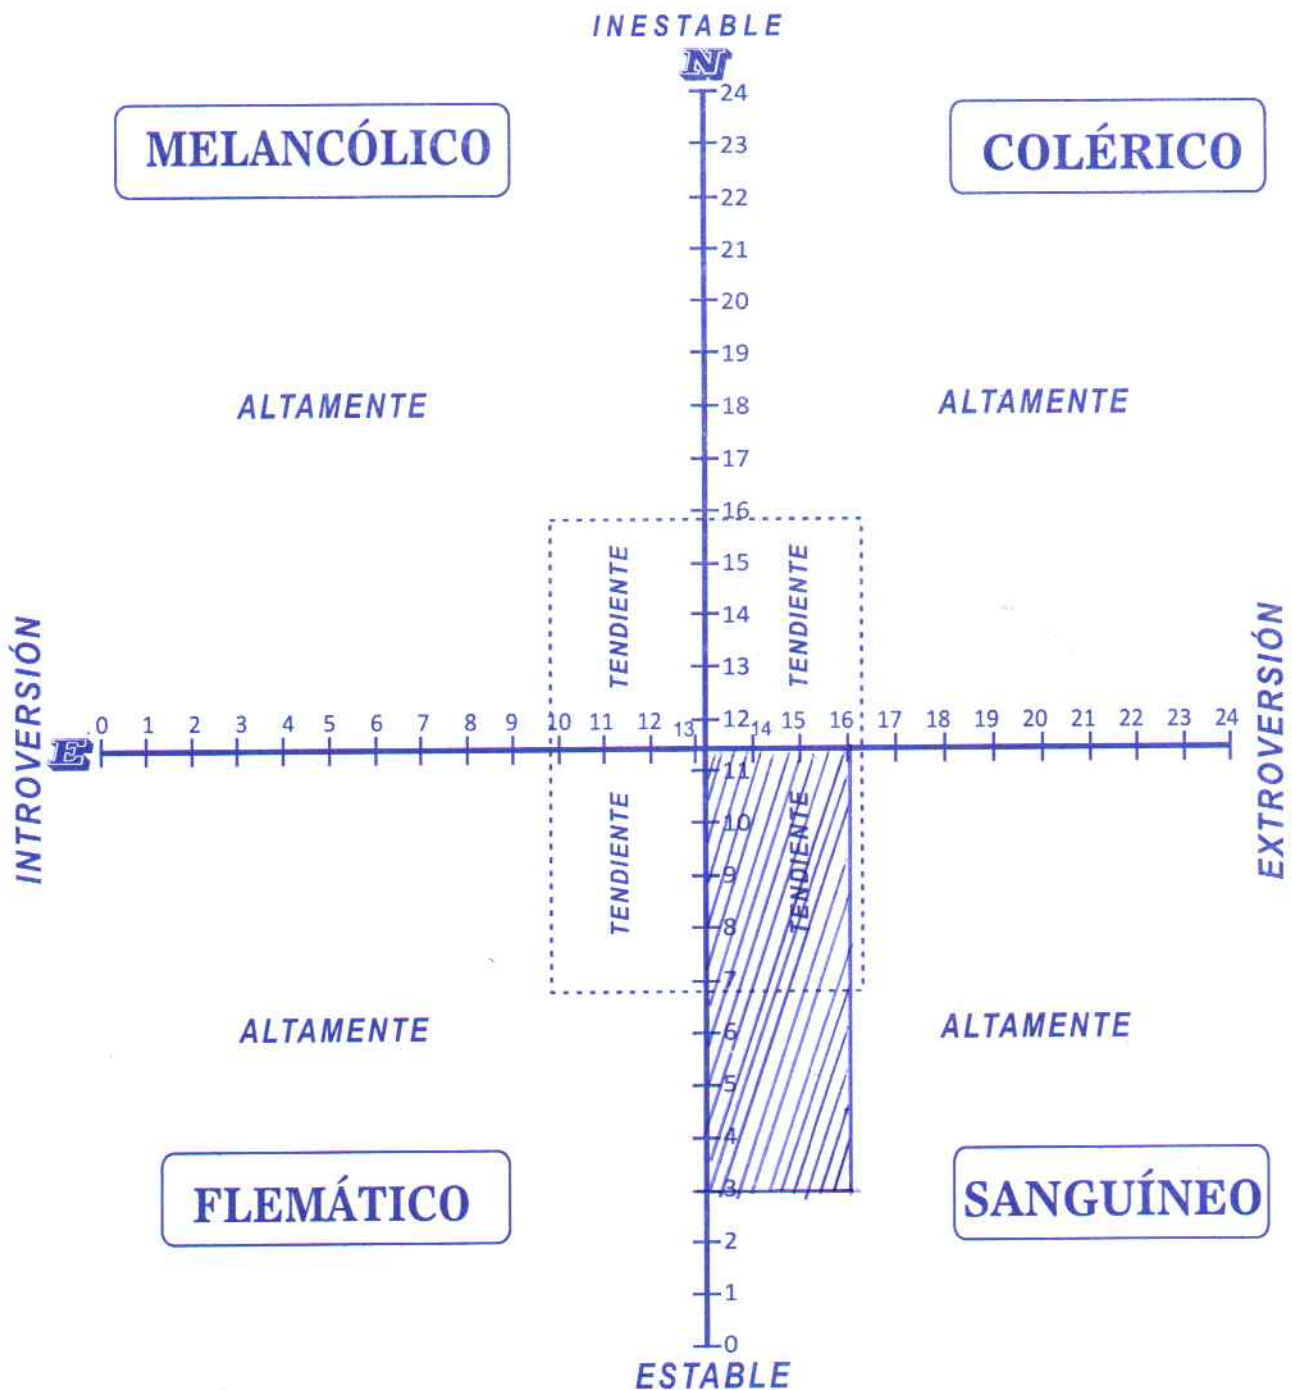 INESTABLE
N
24
MELANCÓLICO
COLÉRICO
23
22
21
20
19
ALTAMENTE
18
ALTAMENTE
17
16
TENDIENTE
15
TENDIENTE
14
13
INTROVERSIÓN
EXTROVERSIÓN
12
E
0 1 2 3 4 5 6 7 8 9 10 11 12 13 14 15 16 17 18 19 20 21 22 23 24
11
TENDIENTE
10
TENDIENTE
9
8
7
ALTAMENTE
6
ALTAMENTE
5
4
FLEMÁTICO
3
SANGUÍNEO
2
1
0
ESTABLE